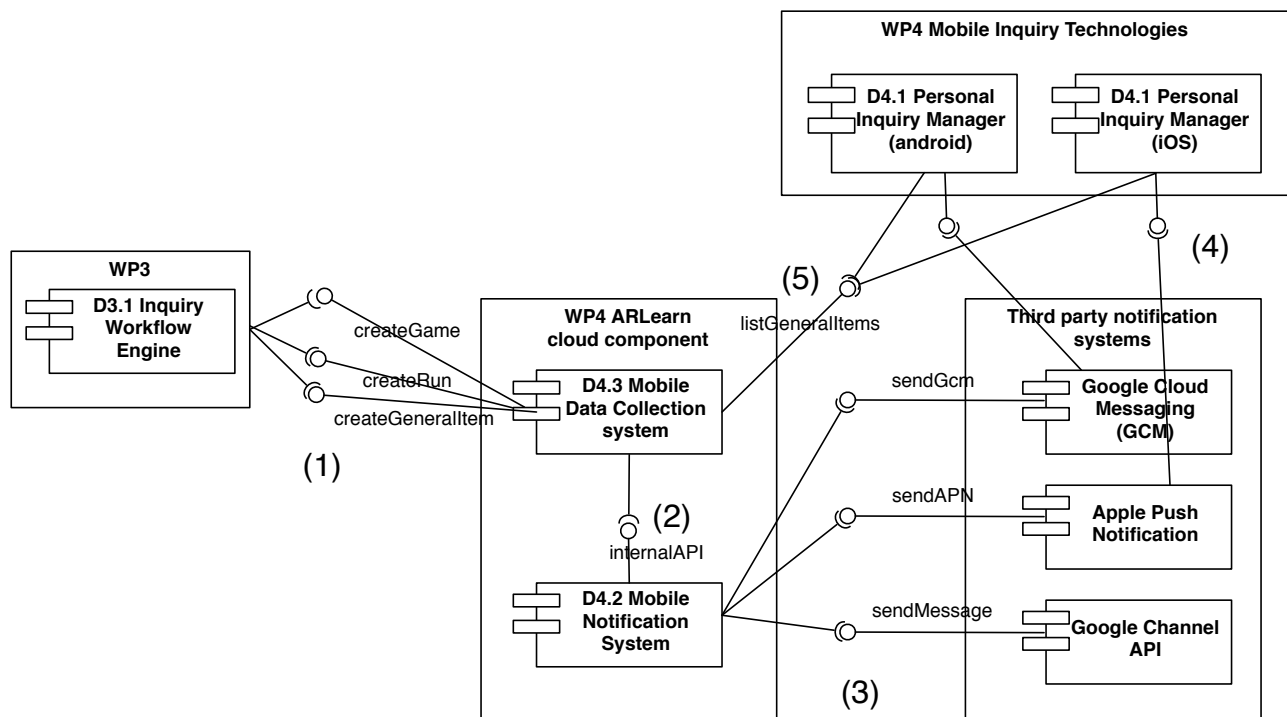 WP4 Mobile Inquiry Technologies
D4.1 Personal
Inquiry Manager
(android)
D4.1 Personal
Inquiry Manager
(iOS)
(4)
WP3
D3.1 Inquiry
Workflow
Engine
createGame
createRun
createGeneralItem
(1)
WP4 ARLearn
cloud component
D4.3 Mobile
Data Collection
system
(2)
internalAPI
D4.2 Mobile
Notification
System
(5)
listGeneralItems
sendGcm
sendAPN
sendMessage
(3)
Third party notification
systems
Google Cloud
Messaging
(GCM)
Apple Push
Notification
Google Channel
API